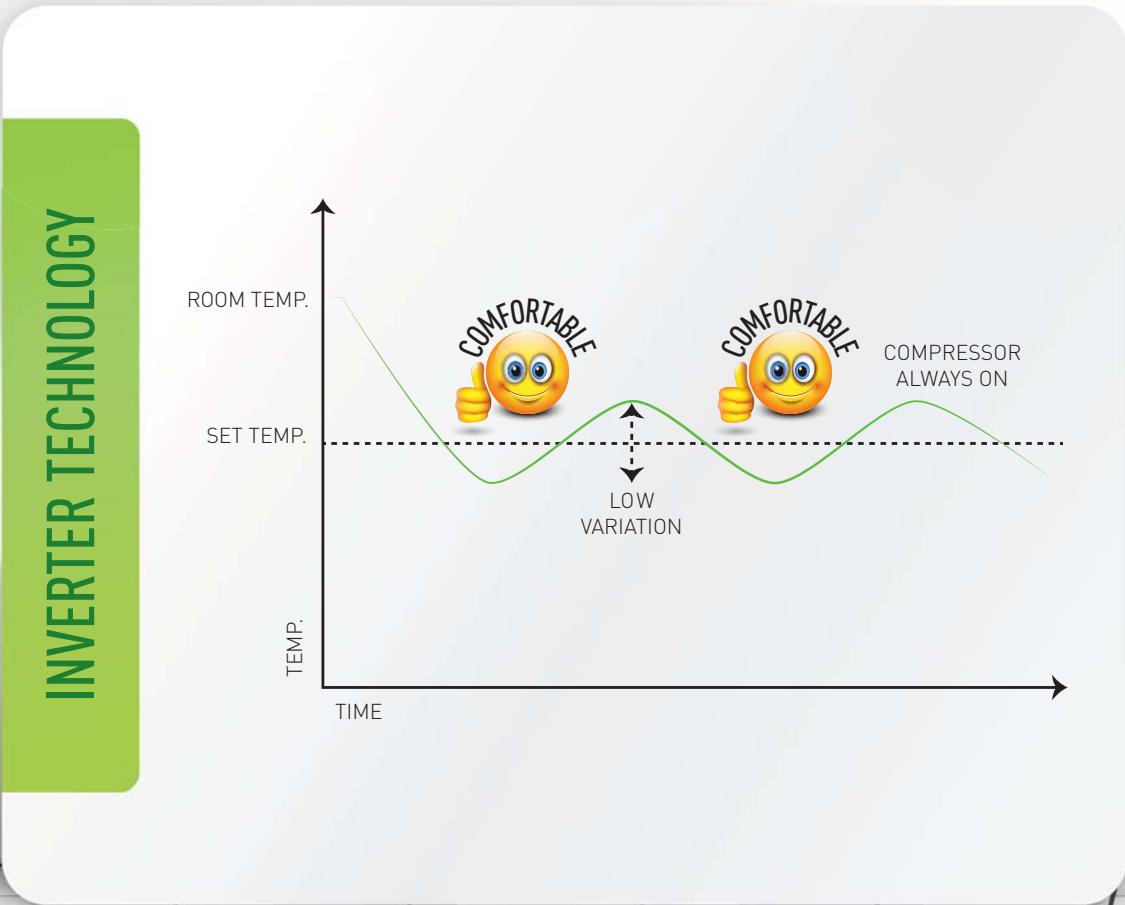 INVERTER TECHNOLOGY
ROOM TEMP.
COMFORTABLE
COMFORTABLE
COMPRESSOR
ALWAYS ON
SET TEMP.
LOW
VARIATION
TEMP.
TIME